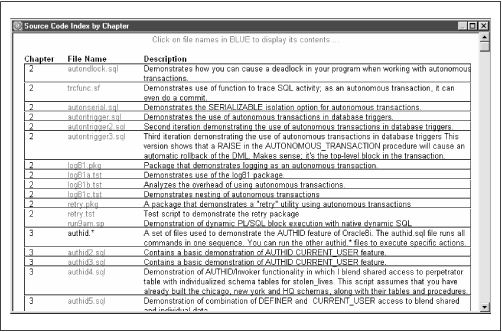 Source Code Index by Chapter
Click on file names in BLUE to display its contents ...
Chapter File Name Description
2 autondlock.sql Demonstrates how you can cause a deadlock in your program when working with autonomous
transactions.
2 trcfunc.sf Demonstrates use of function to trace SQL activity; as an autonomous transaction, it can
even do a commit.
2 autonserial.sql Demonstrates the SERIALIZABLE isolation option for autonomous transactions.
2 autontrigger.sql Demonstrates the use of autonomous transactions in database triggers.
2 autontrigger2.sql Second iteration demonstrating the use of autonomous transactions in database triggers.
2 autontrigger3.sql Third iteration demonstrating the use of autonomous transactions in database triggers This
version shows that a RAISE in the AUTONOMOUS_TRANSACTION procedure will cause an
automatic rollback of the DML. Makes sense; it's the top-level block in the transaction.
2 log81.pkg Package that demonstrates logging as an autonomous transaction.
2 log81a.tst Demonstrates use of the log81 package.
2 log81b.tst Analyzes the overhead of using autonomous transactions.
2 log81c.tst Demonstrates nesting of autonomous transactions
2 retry.pkg A package that demonstrates a "retry" utility using autonomous transactions
2 retry.tst Test script to demonstrate the retry package
run9am.sp Demonstration of dynamic PL/SQL block execution with native dynamic SQL
3 authid.* A set of files used to demonstrate the AUTHID feature of Oracle8i. The authid.sql file runs all
commands in one sequence. You can run the other authid.* files to execute specific actions.
3 authid2.sql Contains a basic demonstration of AUTHID CURRENT_USER feature.
3 authid3.sql Contains a basic demonstration of AUTHID CURRENT_USER feature.
3 authid4.sql Demonstration of AUTHID/Invoker functionality in which I blend shared access to perpetrator
table with individualized schema tables for stolen_lives. This script assumes that you have
already built the chicago, new york and HQ schemas, along with their tables and procedures.
3 authid5.sql Demonstration of combination of DEFINER and CURRENT_USER access to blend shared
and individual data